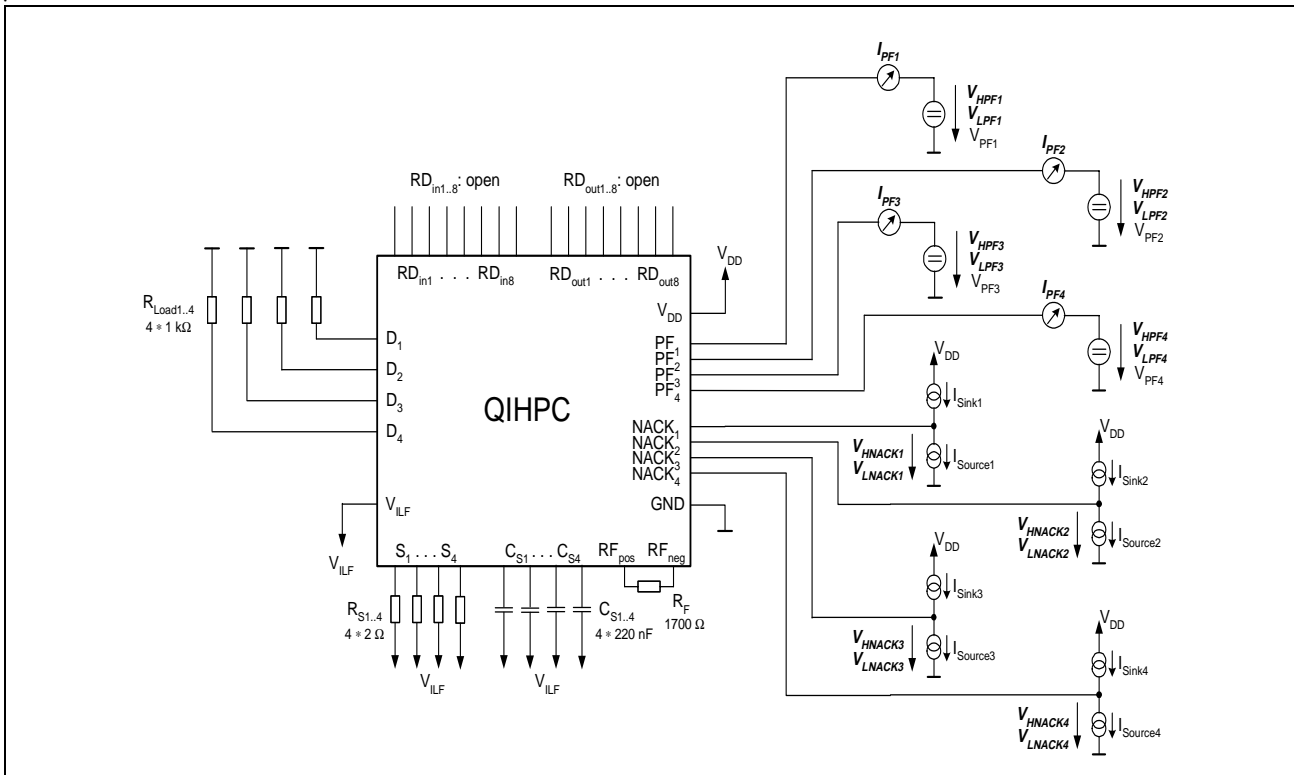 I_PF1
V_HPF1
V_LPF1
V_PF1
I_PF2
V_HPF2
V_LPF2
V_PF2
I_PF3
V_HPF3
V_LPF3
V_PF3
I_PF4
V_HPF4
V_LPF4
V_PF4
RD_in1..8: open
RD_out1..8: open
RD_in1 . . . RD_in8
RD_out1 . . . RD_out8
V_DD
V_DD
R_Load1..4
4 * 1 kΩ
D_1
D_2
D_3
D_4
QIHPC
PF_1
PF_2
PF_3
PF_4
NACK_1
NACK_2
NACK_3
NACK_4
GND
V_ILF
V_ILF
S_1 . . . S_4
C_S1 . . . C_S4
RF_pos
RF_neg
R_S1..4
4 * 2 Ω
V_ILF
C_S1..4
4 * 220 nF
V_ILF
R_F
1700 Ω
V_DD
I_Sink1
V_HNACK1
V_LNACK1
I_Source1
V_DD
I_Sink2
V_HNACK2
V_LNACK2
I_Source2
V_DD
I_Sink3
V_HNACK3
V_LNACK3
I_Source3
V_DD
I_Sink4
V_HNACK4
V_LNACK4
I_Source4